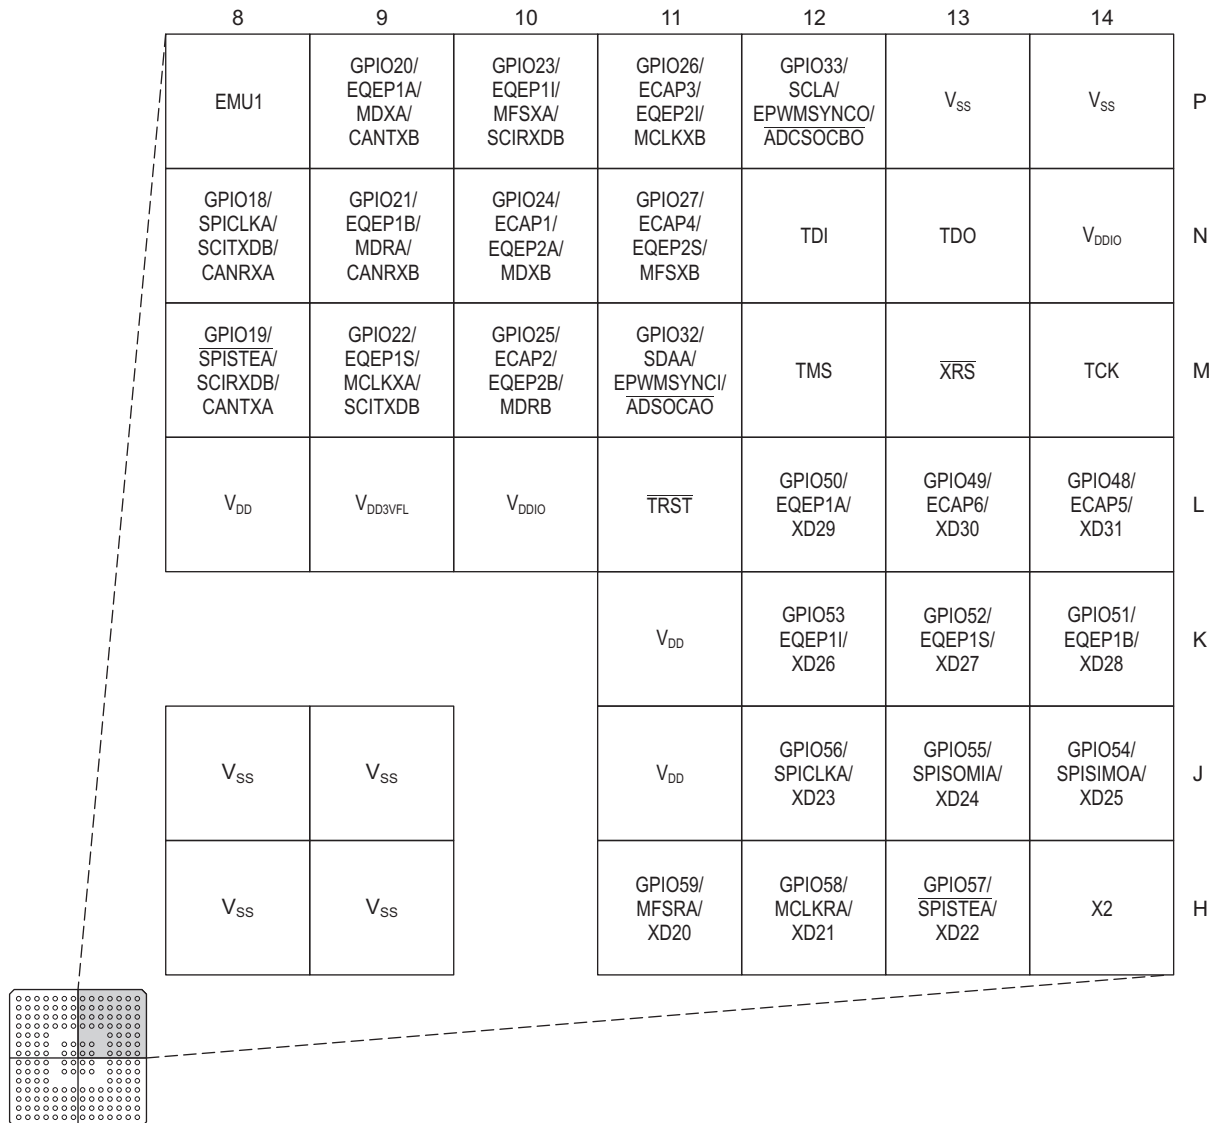 8 9 10 11 12 13 14
EMU1
GPIO20/
EQEP1A/
MDXA/
CANTXB
GPIO23/
EQEP1I/
MFSXA/
SCIRXDB
GPIO26/
ECAP3/
EQEP2I/
MCLKXB
GPIO33/
SCLA/
EPWMSYNCO/
ADCSOCBO
VSS
VSS
P
GPIO18/
SPICLKA/
SCITXDB/
CANRXA
GPIO21/
EQEP1B/
MDRA/
CANRXB
GPIO24/
ECAP1/
EQEP2A/
MDXB
GPIO27/
ECAP4/
EQEP2S/
MFSXB
TDI
TDO
VDDIO
N
GPIO19/
SPISTEA/
SCIRXDB/
CANTXA
GPIO22/
EQEP1S/
MCLKXA/
SCITXDB
GPIO25/
ECAP2/
EQEP2B/
MDRB
GPIO32/
SDAA/
EPWMSYNCI/
ADSOCAO
TMS
XRS
TCK
M
VDD
VDD3VFL
VDDIO
TRST
GPIO50/
EQEP1A/
XD29
GPIO49/
ECAP6/
XD30
GPIO48/
ECAP5/
XD31
L
VDD
GPIO53
EQEP1I/
XD26
GPIO52/
EQEP1S/
XD27
GPIO51/
EQEP1B/
XD28
K
VSS
VSS
VDD
GPIO56/
SPICLKA/
XD23
GPIO55/
SPISOMIA/
XD24
GPIO54/
SPISIMOA/
XD25
J
VSS
VSS
GPIO59/
MFSRA/
XD20
GPIO58/
MCLKRA/
XD21
GPIO57/
SPISTEA/
XD22
X2
H